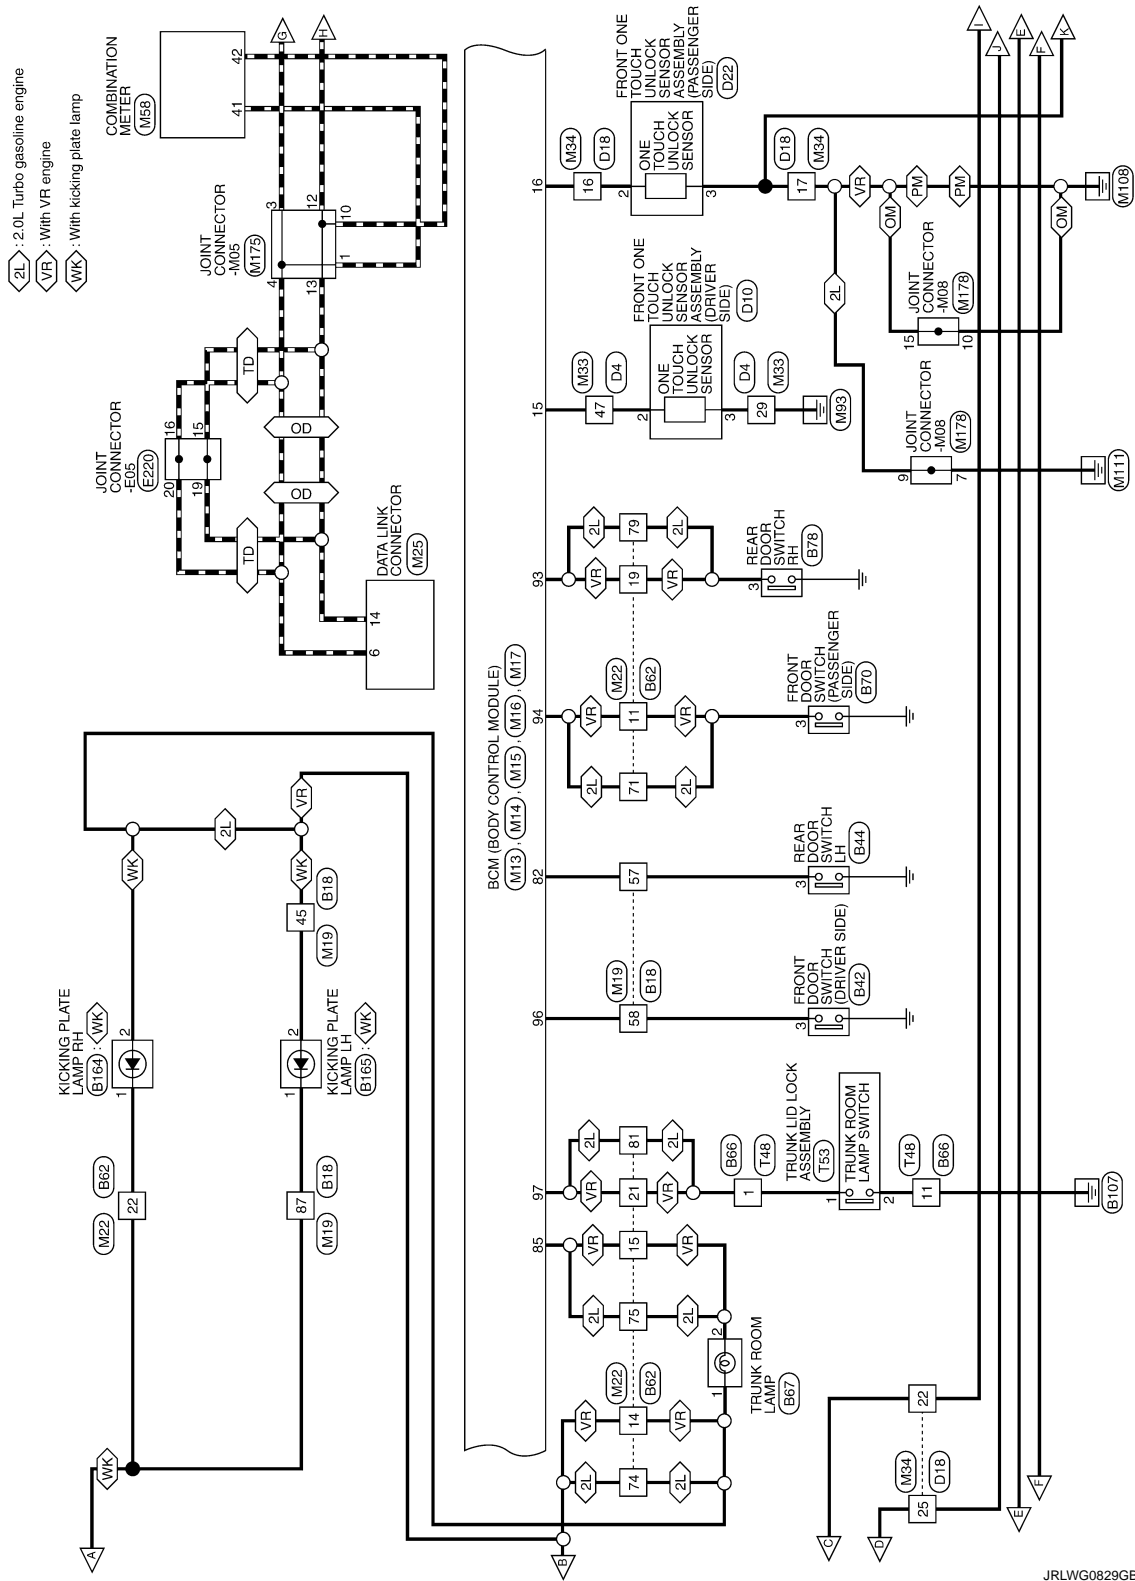 2L : 2.0L Turbo gasoline engine
VR : With VR engine
WK : With kicking plate lamp
A
WK
M22
B62
22
KICKING PLATE
LAMP RH
B164 : WK
1
2
WK
2L
VR
M19
B18
87
KICKING PLATE
LAMP LH
B165 : WK
1
2
M19
B18
45
WK
DATA LINK
CONNECTOR
M25
6
14
TD
OD
OD
TD
JOINT
CONNECTOR
-E05
E220
20
19
16
15
JOINT
CONNECTOR
-M05
M175
4
13
3
12
1
10
COMBINATION
METER
M58
41
42
G
H
BCM (BODY CONTROL MODULE)
M13 , M14 , M15 , M16 , M17
85
97
96
82
94
93
15
16
B
2L
74
2L
VR
14
VR
M22
B62
2L
75
2L
VR
15
VR
1
2
TRUNK ROOM
LAMP
B67
VR
21
VR
2L
81
2L
B66
T48
1
TRUNK LID LOCK
ASSEMBLY
T53
TRUNK ROOM
LAMP SWITCH
1
2
T48
B66
11
B107
M19
B18
58
3
FRONT
DOOR
SWITCH
(DRIVER SIDE)
B42
57
3
REAR
DOOR
SWITCH
LH
B44
2L
71
2L
VR
11
VR
M22
B62
3
FRONT
DOOR
SWITCH
(PASSENGER
SIDE)
B70
VR
19
VR
2L
79
2L
3
REAR
DOOR
SWITCH
RH
B78
M33
D4
47
2
FRONT ONE
TOUCH
UNLOCK
SENSOR
ASSEMBLY
(DRIVER
SIDE)
D10
ONE
TOUCH
UNLOCK
SENSOR
3
D4
M33
29
M93
M34
D18
16
2
FRONT ONE
TOUCH
UNLOCK
SENSOR
ASSEMBLY
(PASSENGER
SIDE)
D22
ONE
TOUCH
UNLOCK
SENSOR
3
D18
M34
17
2L
VR
PM
PM
OM
OM
M108
JOINT
CONNECTOR
-M08
M178
15
10
JOINT
CONNECTOR
-M08
M178
9
7
M111
C
D
22
25
M34
D18
E
F
I
J
E
F
K
JRLWG0829GB